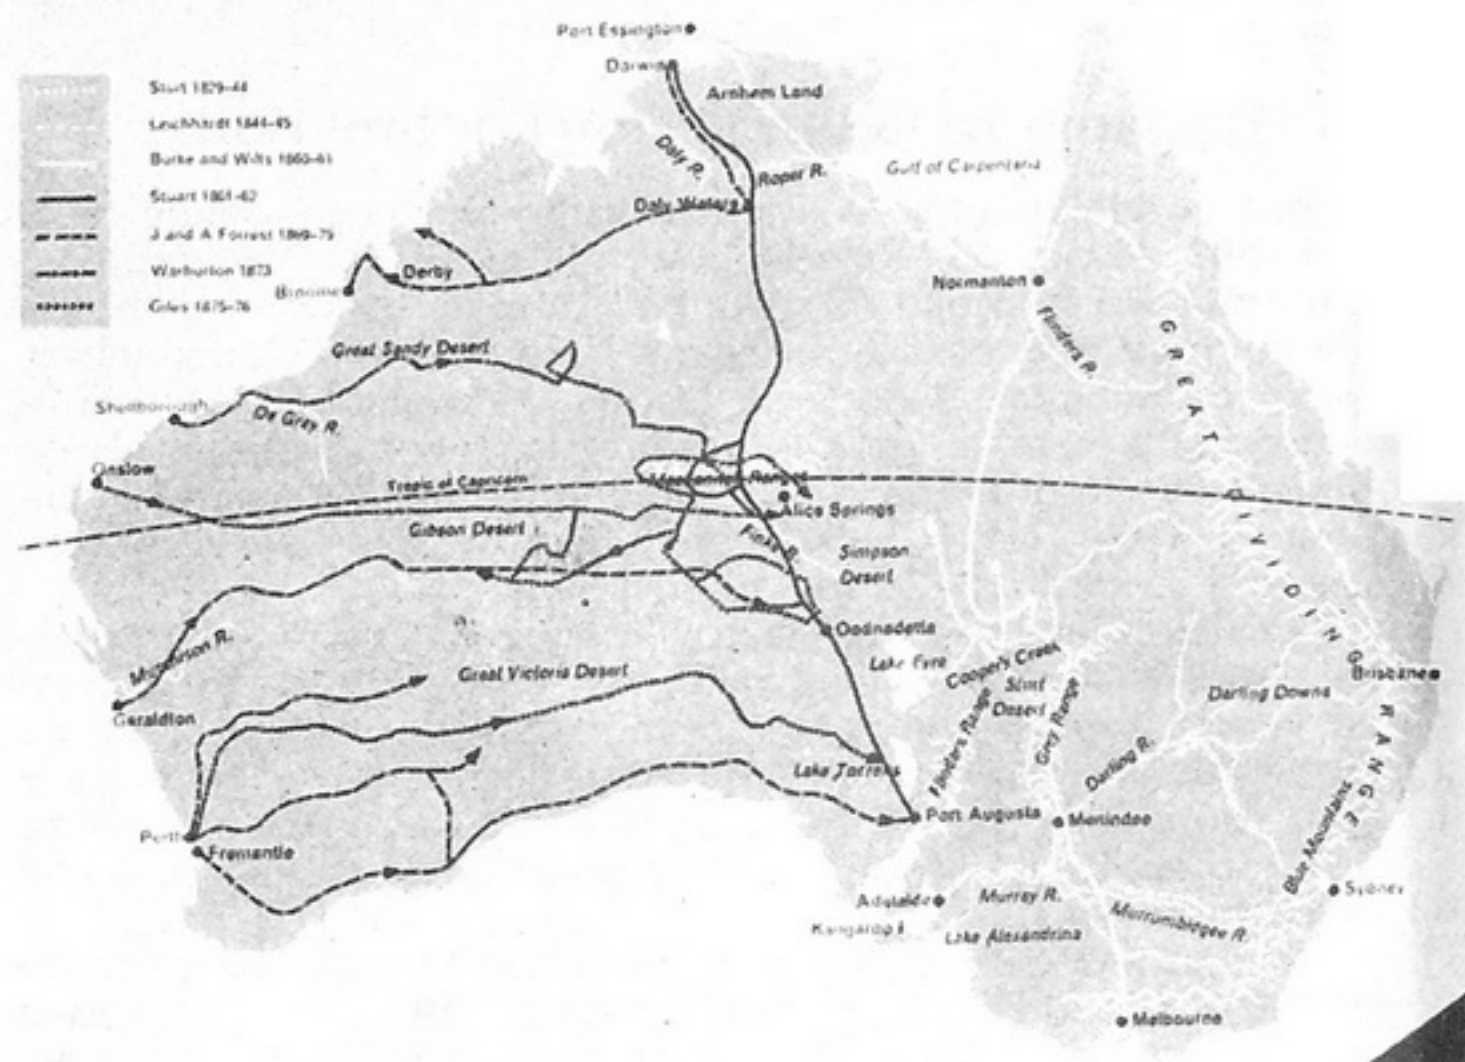 Port Essington
Darwin
Arnhem Land
Sturt 1829-44
Leichhardt 1844-45
Burke and Wills 1860-61
Stuart 1861-62
J and A Forrest 1869-79
Warburton 1873
Giles 1875-76
Daly R.
Roper R.
Gulf of Carpentaria
Daly Waters
Derby
Broome
Normanton
Flinders R.
Great Sandy Desert
De Grey R.
Onslow
Tropic of Capricorn
Alice Springs
Gibson Desert
Finke R.
Simpson
Desert
Oodnadatta
Murchison R.
Lake Eyre
Cooper's Creek
Great Victoria Desert
Geraldton
Flinders Range
Desert
Grey Range
Darling Downs
Brisbane
GREAT DIVIDING RANGE
Darling R.
Lake Torrens
Port Augusta
Menindee
Perth
Fremantle
Blue Mountains
Adelaide
Murray R.
Sydney
Kangaroo I
Lake Alexandrina
Murrumbidgee R.
Melbourne